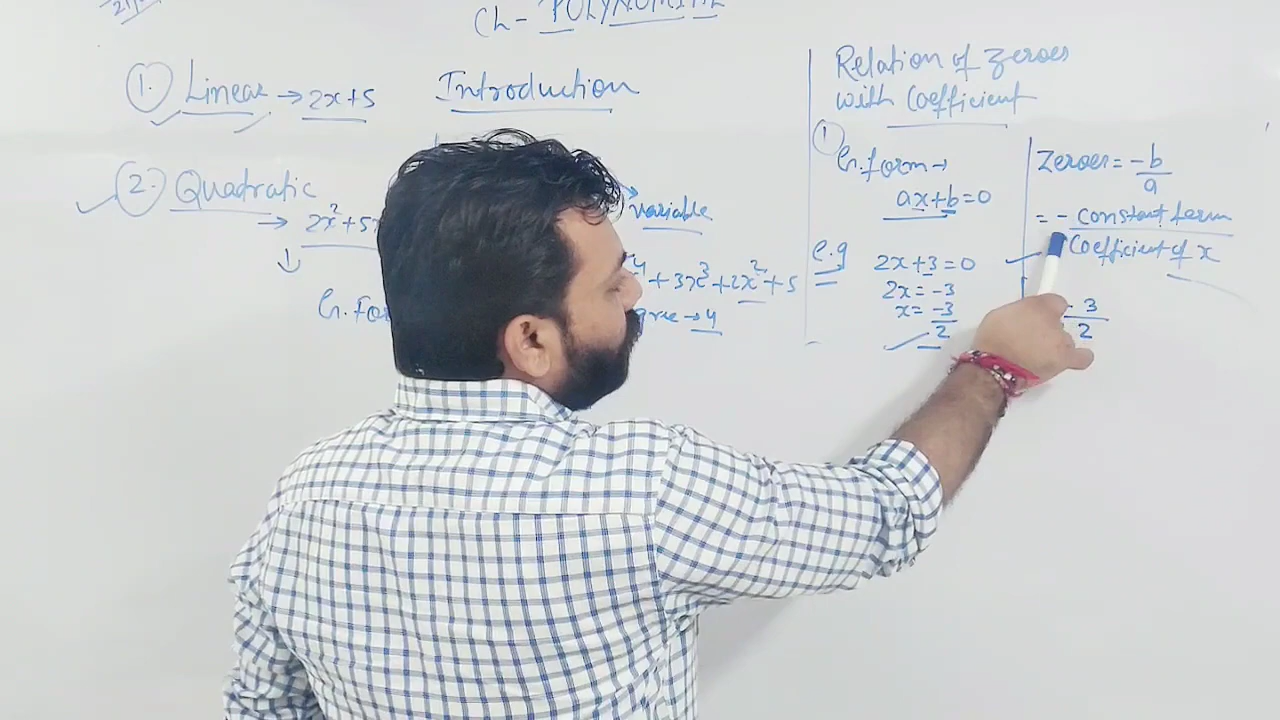 Ch- POLYNOMIAL
1. Linear → 2x+5
2. Quadratic
→ 2x²+5x
↓
G. For
Introduction
variable
+3x³+2x²+5
→ 4
Relation of zeroes
with Coefficient
1 G. form →
ax+b=0
e.g 2x+3=0
2x=-3
x= -3/2
Zeroes = -b/a
= - constant term
Coefficient of x
- 3/2